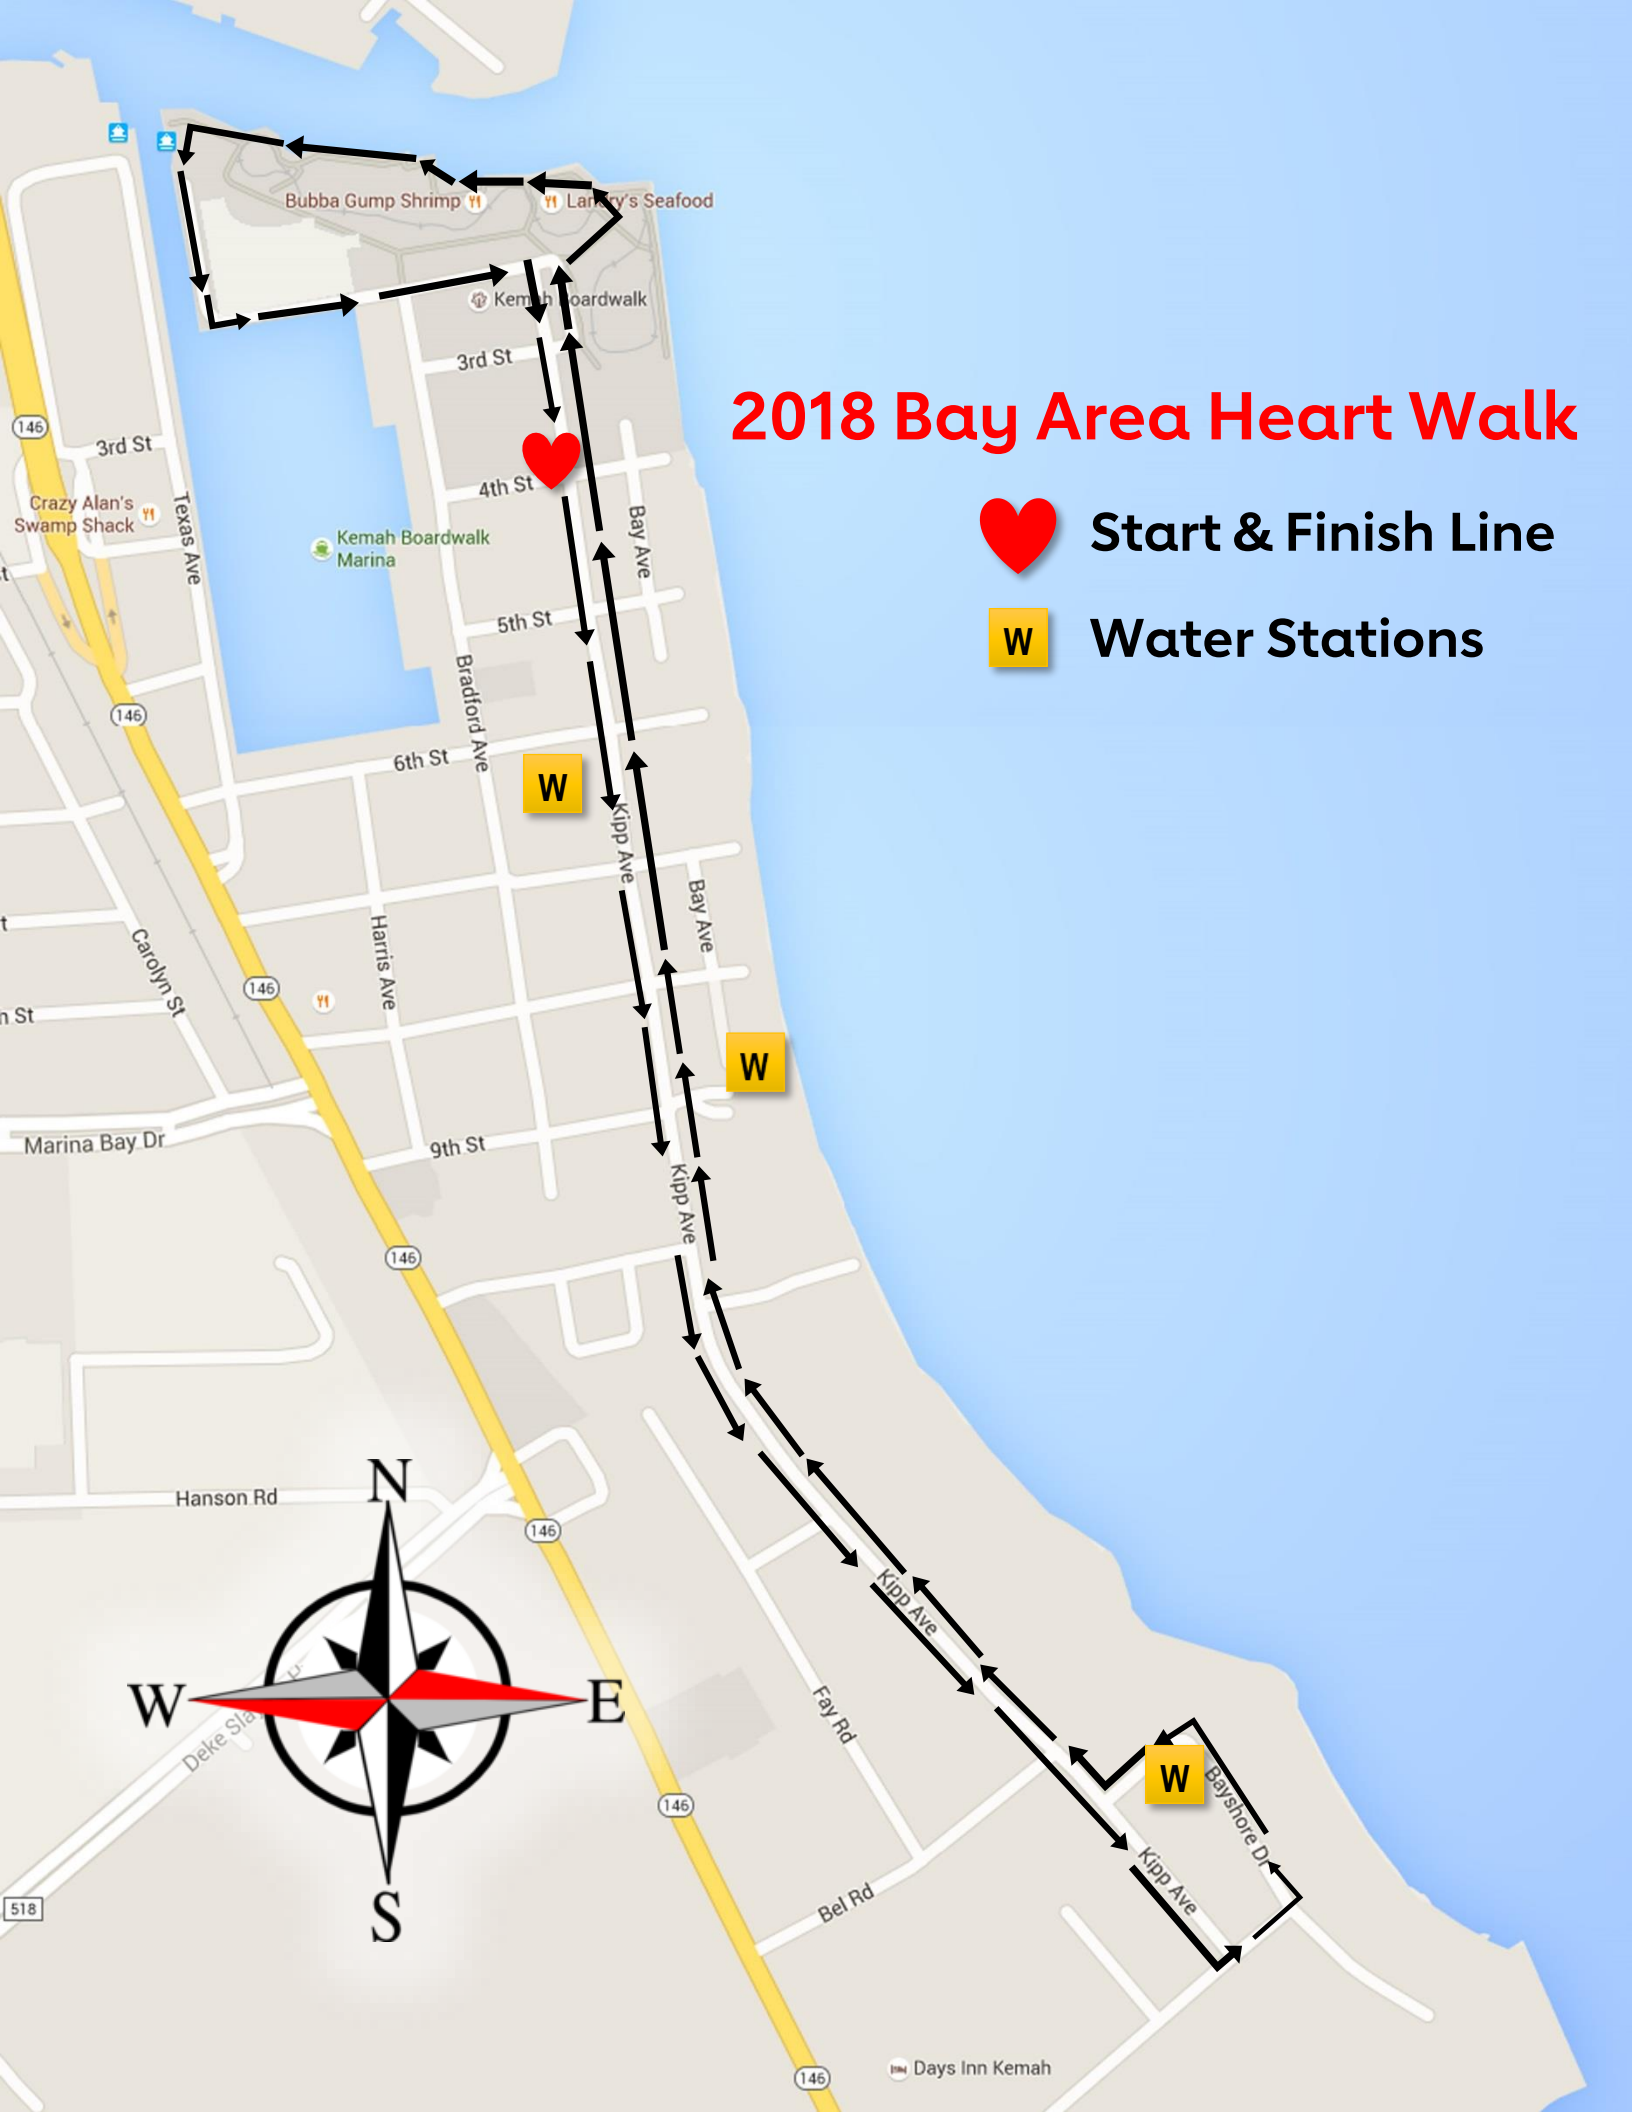 Bubba Gump Shrimp
Seafood
146
3rd St
Kemah Boardwalk
3rd St
2018 Bay Area Heart Walk
Crazy Alan's
Swamp Shack
Texas Ave
4th St
Start & Finish Line
Kemah Boardwalk
Marina
Bay Ave
5th St
Water Stations
W
146
Bradford Ave
6th St
W
Kipp Ave
Bay Ave
Harris Ave
Carolyn St
146
St
W
Marina Bay Dr
9th St
Kipp Ave
146
N
Hanson Rd
146
Kipp Ave
W
E
Deke
Fay Rd
W
Bayshore Dr
146
Kipp Ave
Bel Rd
518
S
Days Inn Kemah
146